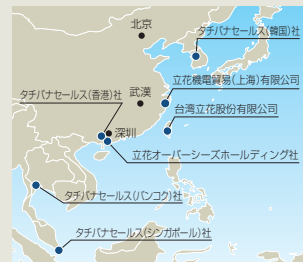 北京
タチバナセールス(韓国)社
立花機電貿易(上海)有限公司
タチバナセールス(香港)社
武漢
台湾立花股份有限公司
深圳
立花オーバーシーズホールディング社
タチバナセールス(バンコク)社
タチバナセールス(シンガポール)社